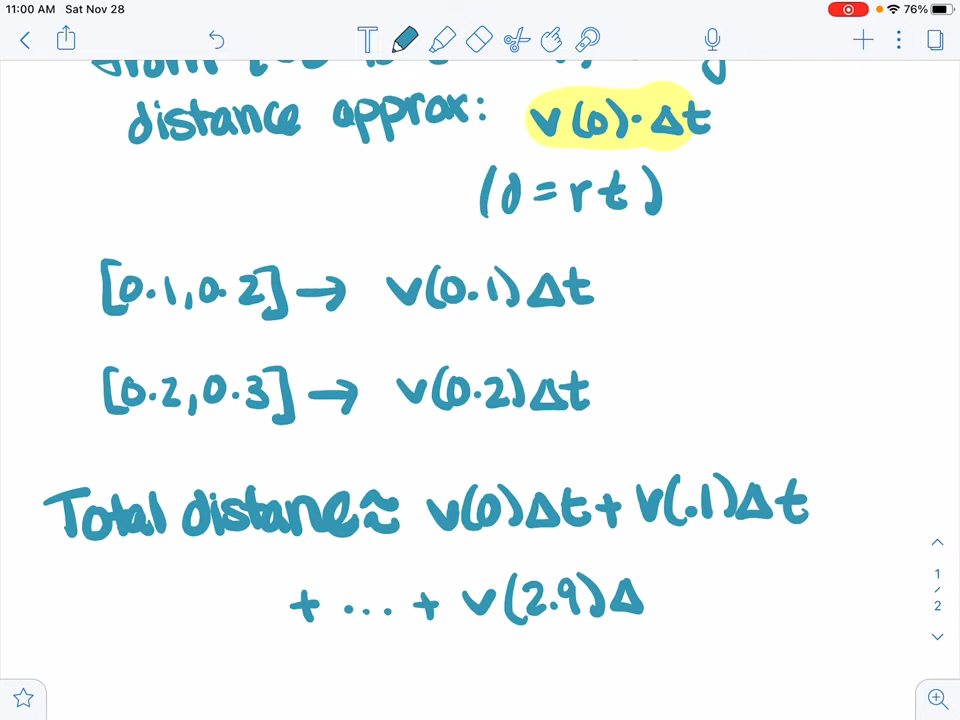 11:00 AM Sat Nov 28 76%
T
distance approx: v(0)·Δt
(d=rt)
[0.1,0.2]→ v(0.1)Δt
[0.2,0.3]→ v(0.2)Δt
Total distance≈ v(0)Δt+v(.1)Δt
+ ... + v(2.9)Δ
1
/
2